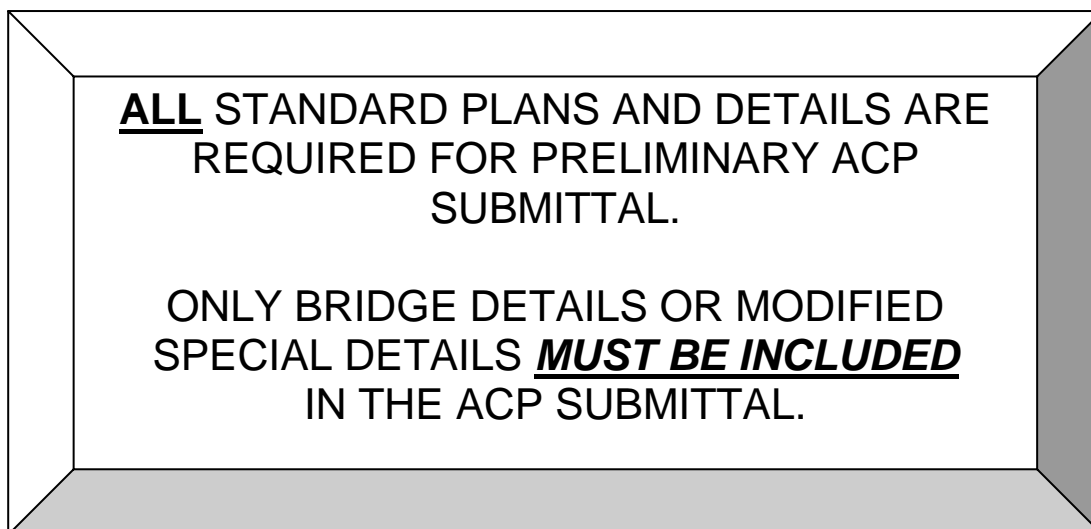 ALL STANDARD PLANS AND DETAILS ARE
REQUIRED FOR PRELIMINARY ACP
SUBMITTAL.
ONLY BRIDGE DETAILS OR MODIFIED
SPECIAL DETAILS MUST BE INCLUDED
IN THE ACP SUBMITTAL.